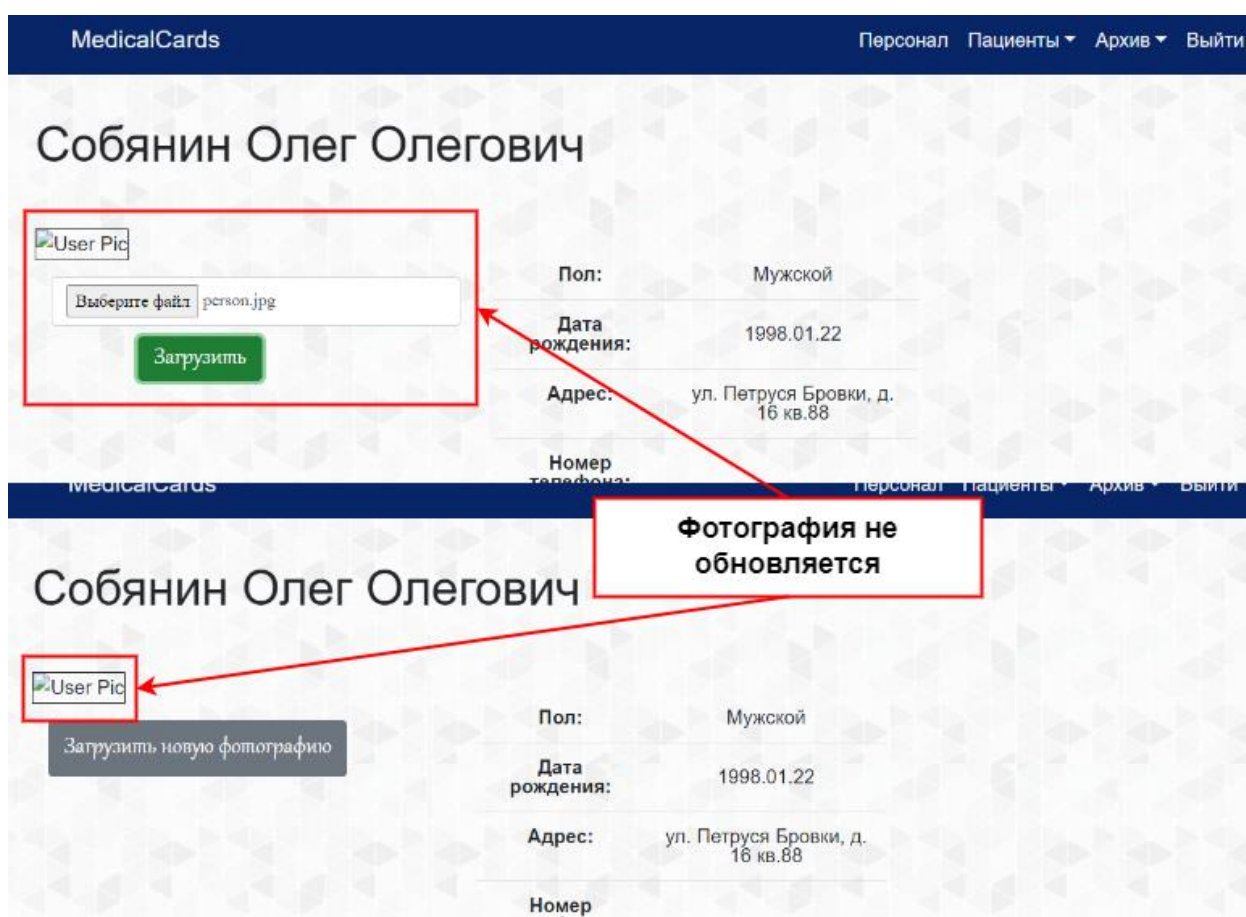 MedicalCards Персонал Пациенты Архив Выйти
Собянин Олег Олегович
User Pic
Выберите файл person.jpg
Загрузить
Пол: Мужской
Дата
рождения: 1998.01.22
Адрес: ул. Петруся Бровки, д.
16 кв.88
Номер
телефона:
MedicalCards Персонал Пациенты Архив Выйти
Фотография не
обновляется
Собянин Олег Олегович
User Pic
Загрузить новую фотографию
Пол: Мужской
Дата
рождения: 1998.01.22
Адрес: ул. Петруся Бровки, д.
16 кв.88
Номер